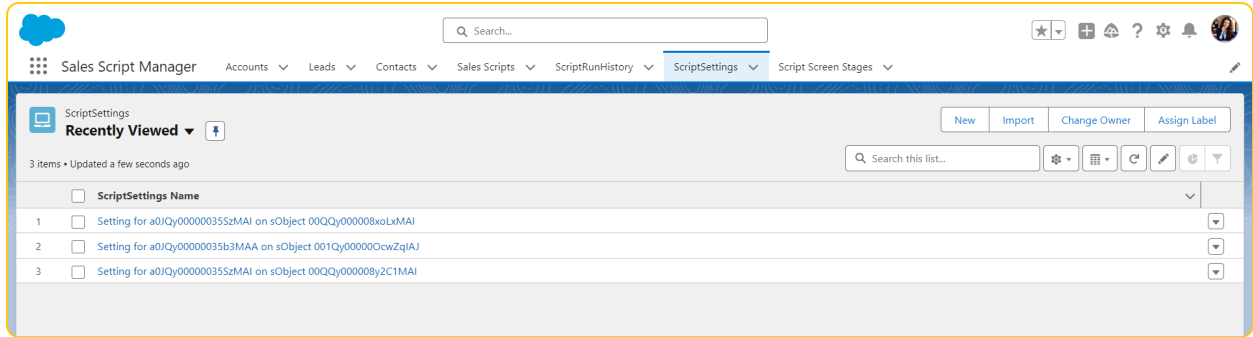 Search...
Sales Script Manager Accounts Leads Contacts Sales Scripts ScriptRunHistory ScriptSettings Script Screen Stages
ScriptSettings
Recently Viewed
New Import Change Owner Assign Label
3 items • Updated a few seconds ago
Search this list...
ScriptSettings Name
1 Setting for a0JQy00000035SzMAI on sObject 00QQy000008xoLxMAI
2 Setting for a0JQy00000035b3MAA on sObject 001Qy00000OcwZqIAJ
3 Setting for a0JQy00000035SzMAI on sObject 00QQy000008y2C1MAI